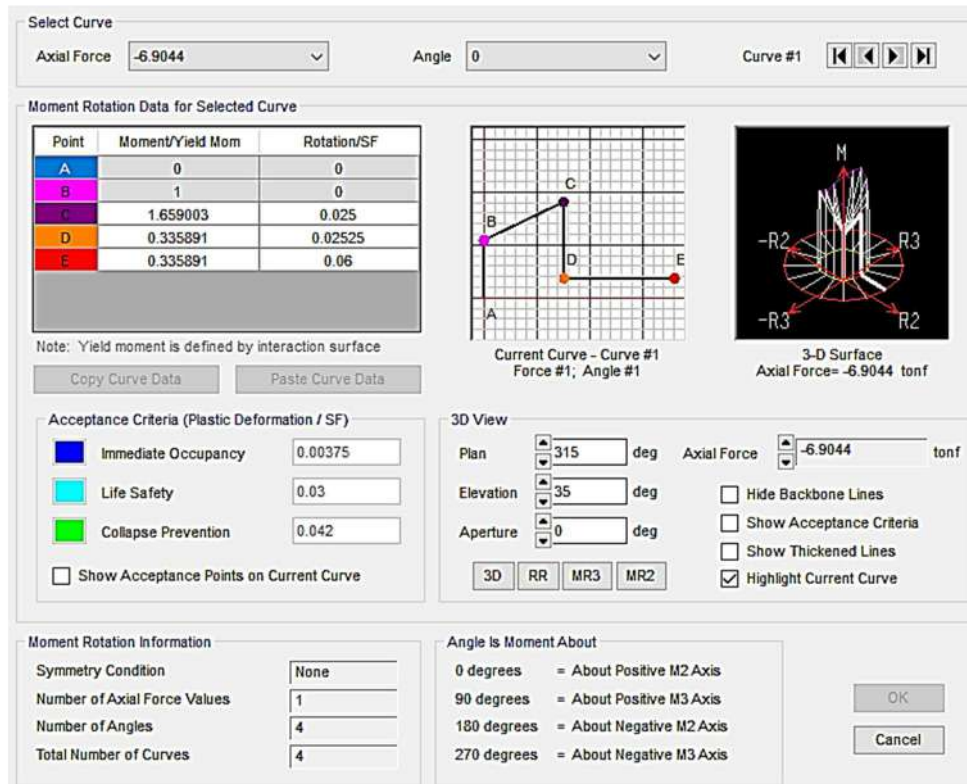 Select Curve
Axial Force -6.9044 Angle 0 Curve #1
Moment Rotation Data for Selected Curve
Point Moment/Yield Mom Rotation/SF
A 0 0
B 1 0
C 1.659003 0.025
D 0.335891 0.02525
E 0.335891 0.06
Note: Yield moment is defined by interaction surface
Copy Curve Data Paste Curve Data
C
B
D E
A
Current Curve - Curve #1
Force #1; Angle #1
M
-R2 R3
-R3 R2
3-D Surface
Axial Force= -6.9044 tonf
Acceptance Criteria (Plastic Deformation / SF)
Immediate Occupancy 0.00375
Life Safety 0.03
Collapse Prevention 0.042
Show Acceptance Points on Current Curve
3D View
Plan 315 deg Axial Force -6.9044 tonf
Elevation 35 deg Hide Backbone Lines
Aperture 0 deg Show Acceptance Criteria
Show Thickened Lines
3D RR MR3 MR2 Highlight Current Curve
Moment Rotation Information
Symmetry Condition None
Number of Axial Force Values 1
Number of Angles 4
Total Number of Curves 4
Angle Is Moment About
0 degrees = About Positive M2 Axis
90 degrees = About Positive M3 Axis
180 degrees = About Negative M2 Axis
270 degrees = About Negative M3 Axis
OK
Cancel